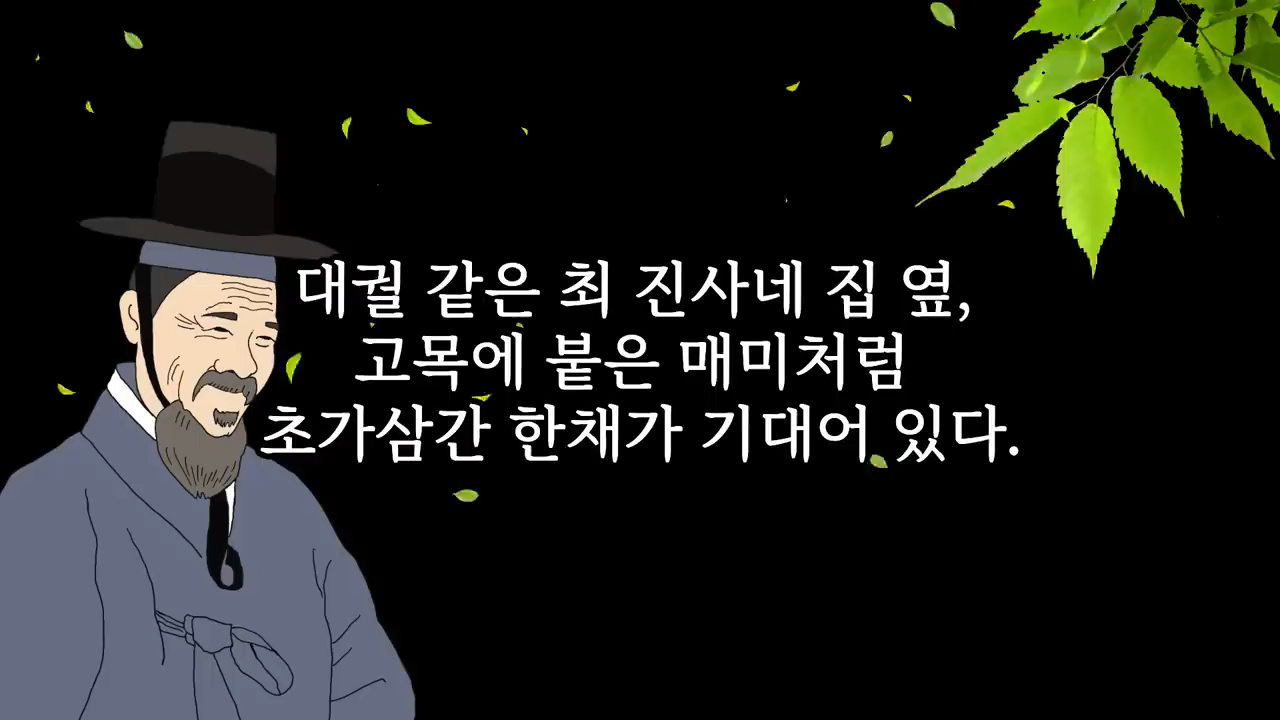 대궐 같은 최 진사네 집 옆,
고목에 붙은 매미처럼
초가삼간 한채가 기대어 있다.